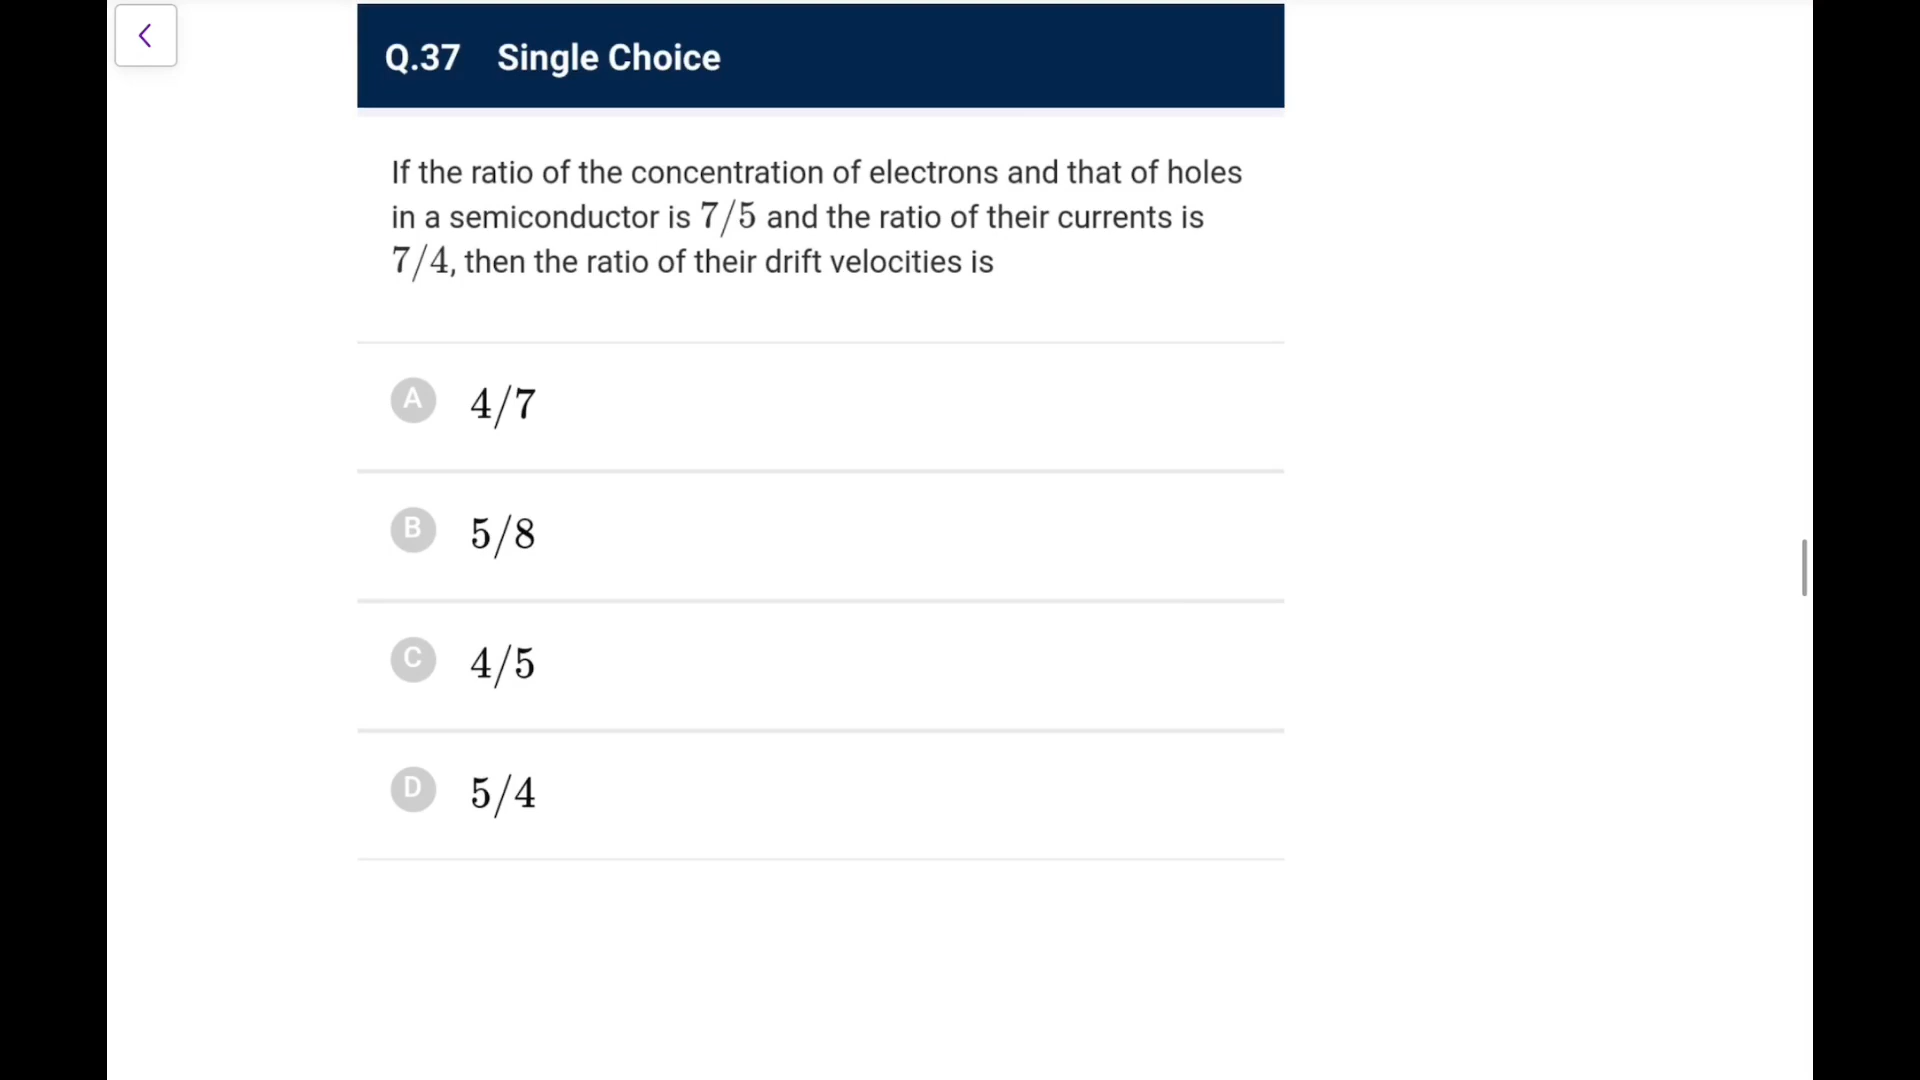 Q.37 Single Choice
If the ratio of the concentration of electrons and that of holes
in a semiconductor is 7/5 and the ratio of their currents is
7/4, then the ratio of their drift velocities is
A 4/7
B 5/8
C 4/5
D 5/4